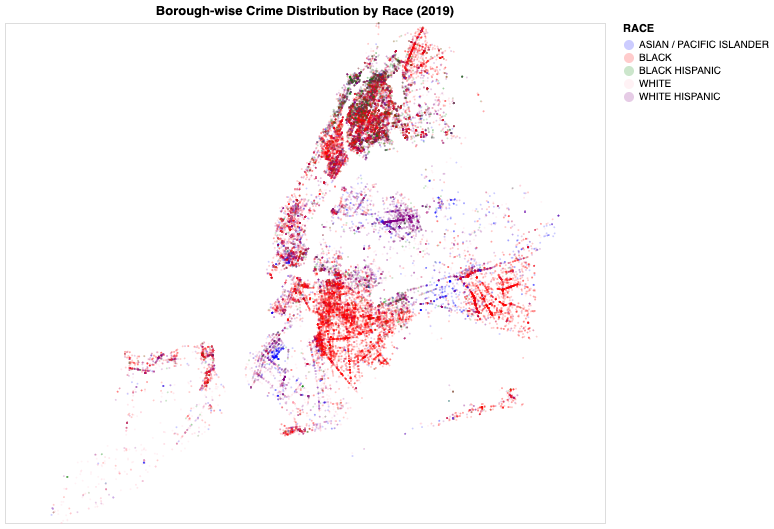 Borough-wise Crime Distribution by Race (2019)
RACE
ASIAN / PACIFIC ISLANDER
BLACK
BLACK HISPANIC
WHITE
WHITE HISPANIC